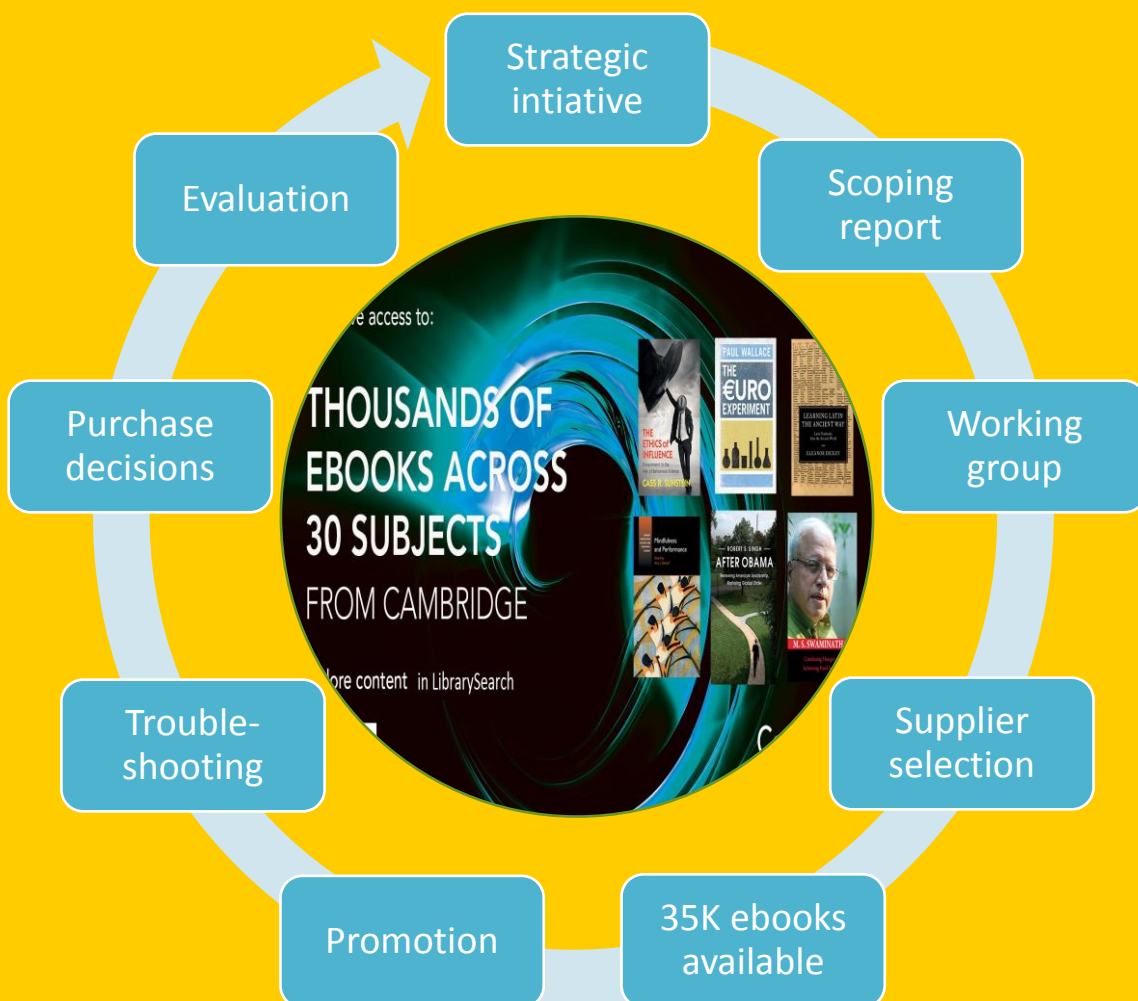 Strategic
intiative
Scoping
report
Working
group
Supplier
selection
35K ebooks
available
Promotion
Trouble-
shooting
Purchase
decisions
Evaluation
access to:
THOUSANDS OF
EBOOKS ACROSS
30 SUBJECTS
FROM CAMBRIDGE
content in LibrarySearch
THE
ETHICS of
INFLUENCE
CASS R. SUNSTEIN
PAUL WALLACE
THE
€URO
EXPERIMENT
LEARNING LATIN
THE ANCIENT WAY
ELEANOR DICKEY
Mindfulness
and Performance
ROBERT S. SINGH
AFTER OBAMA
M. S. SWAMINATH